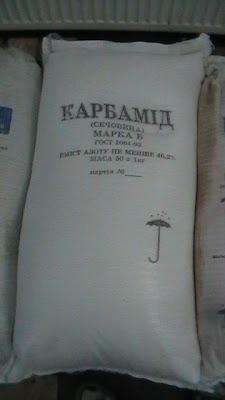 КАРБАМІД
(СЕЧОВИНА)
МАРКА Б
ГОСТ 2081-92
ВМІСТ АЗОТУ НЕ МЕНШЕ 46,2%
МАСА 50 ± 1кг
партія №